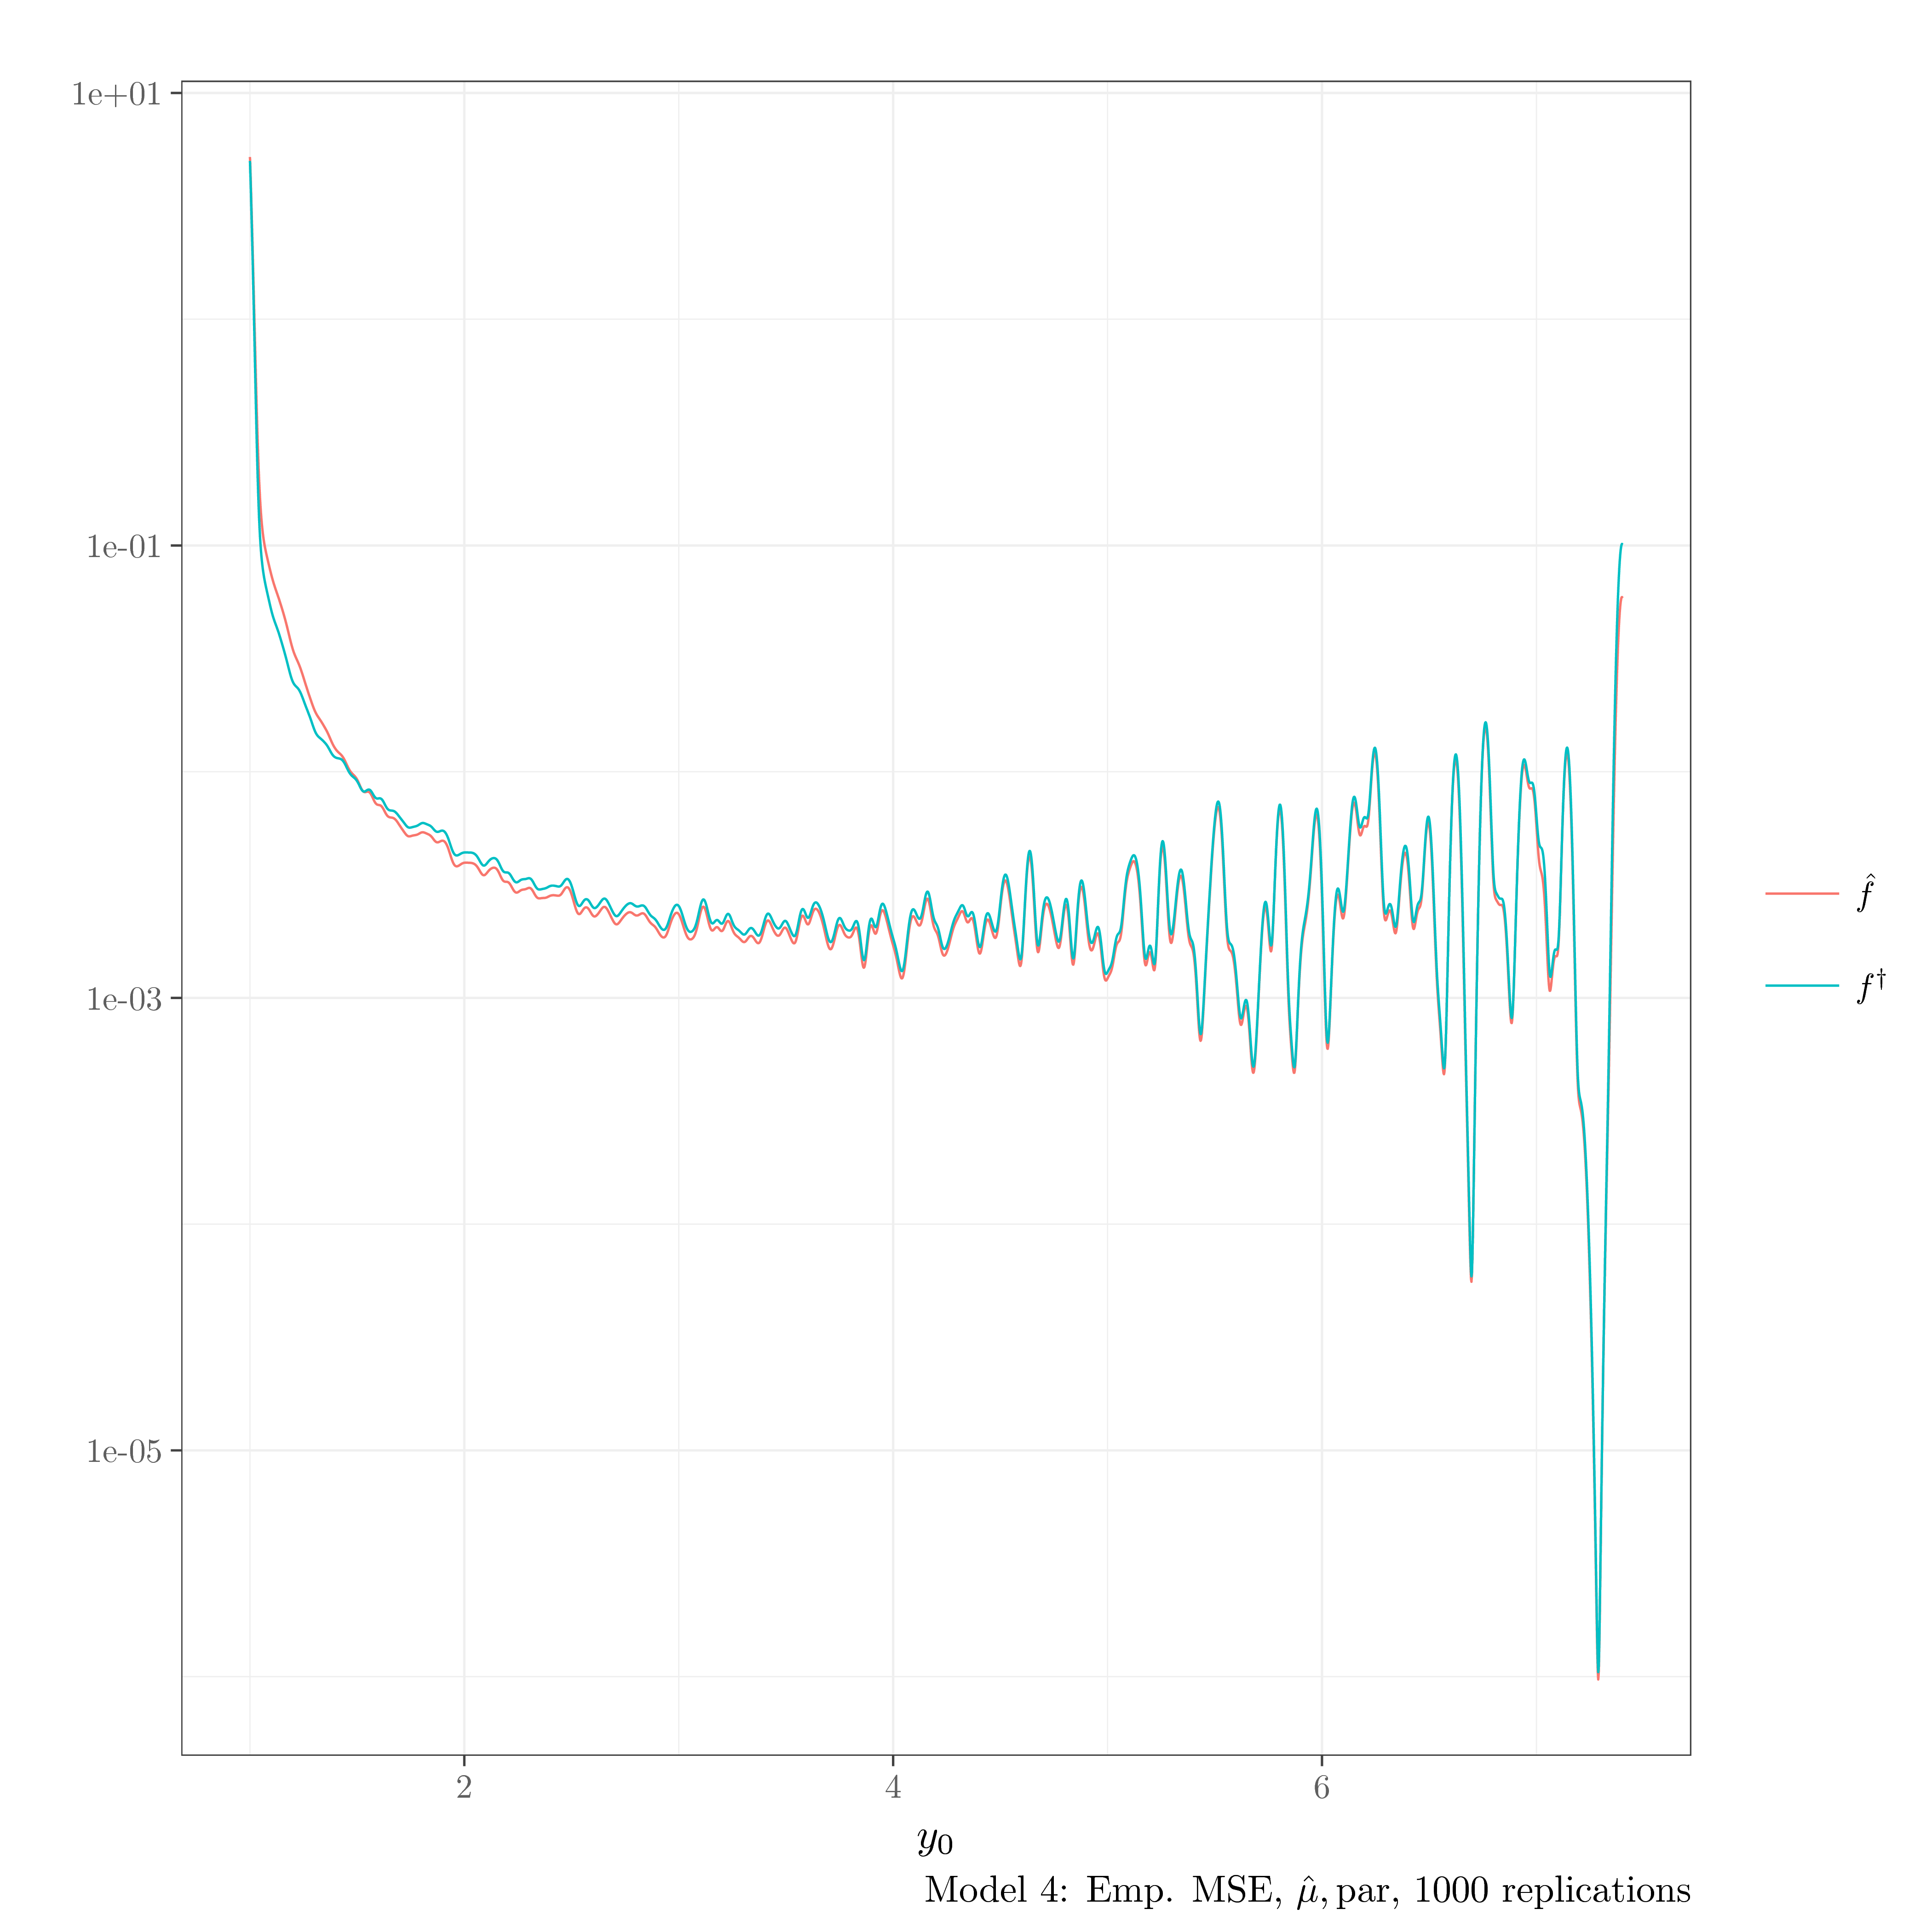 1e+01
1e-01
1e-03
1e-05
2 4 6
y₀
f̂
f†
Model 4: Emp. MSE, μ̂, par, 1000 replications